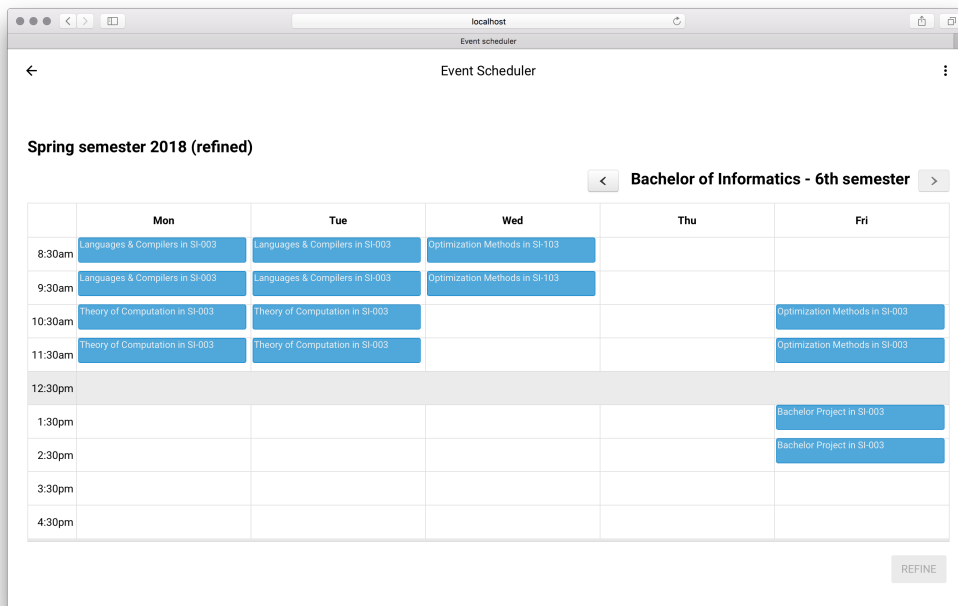 localhost
Event scheduler
Event Scheduler
Spring semester 2018 (refined)
Bachelor of Informatics - 6th semester
Mon Tue Wed Thu Fri
8:30am Languages & Compilers in SI-003 Languages & Compilers in SI-003 Optimization Methods in SI-103
9:30am Languages & Compilers in SI-003 Languages & Compilers in SI-003 Optimization Methods in SI-103
10:30am Theory of Computation in SI-003 Theory of Computation in SI-003 Optimization Methods in SI-003
11:30am Theory of Computation in SI-003 Theory of Computation in SI-003 Optimization Methods in SI-003
12:30pm
1:30pm Bachelor Project in SI-003
2:30pm Bachelor Project in SI-003
3:30pm
4:30pm
REFINE